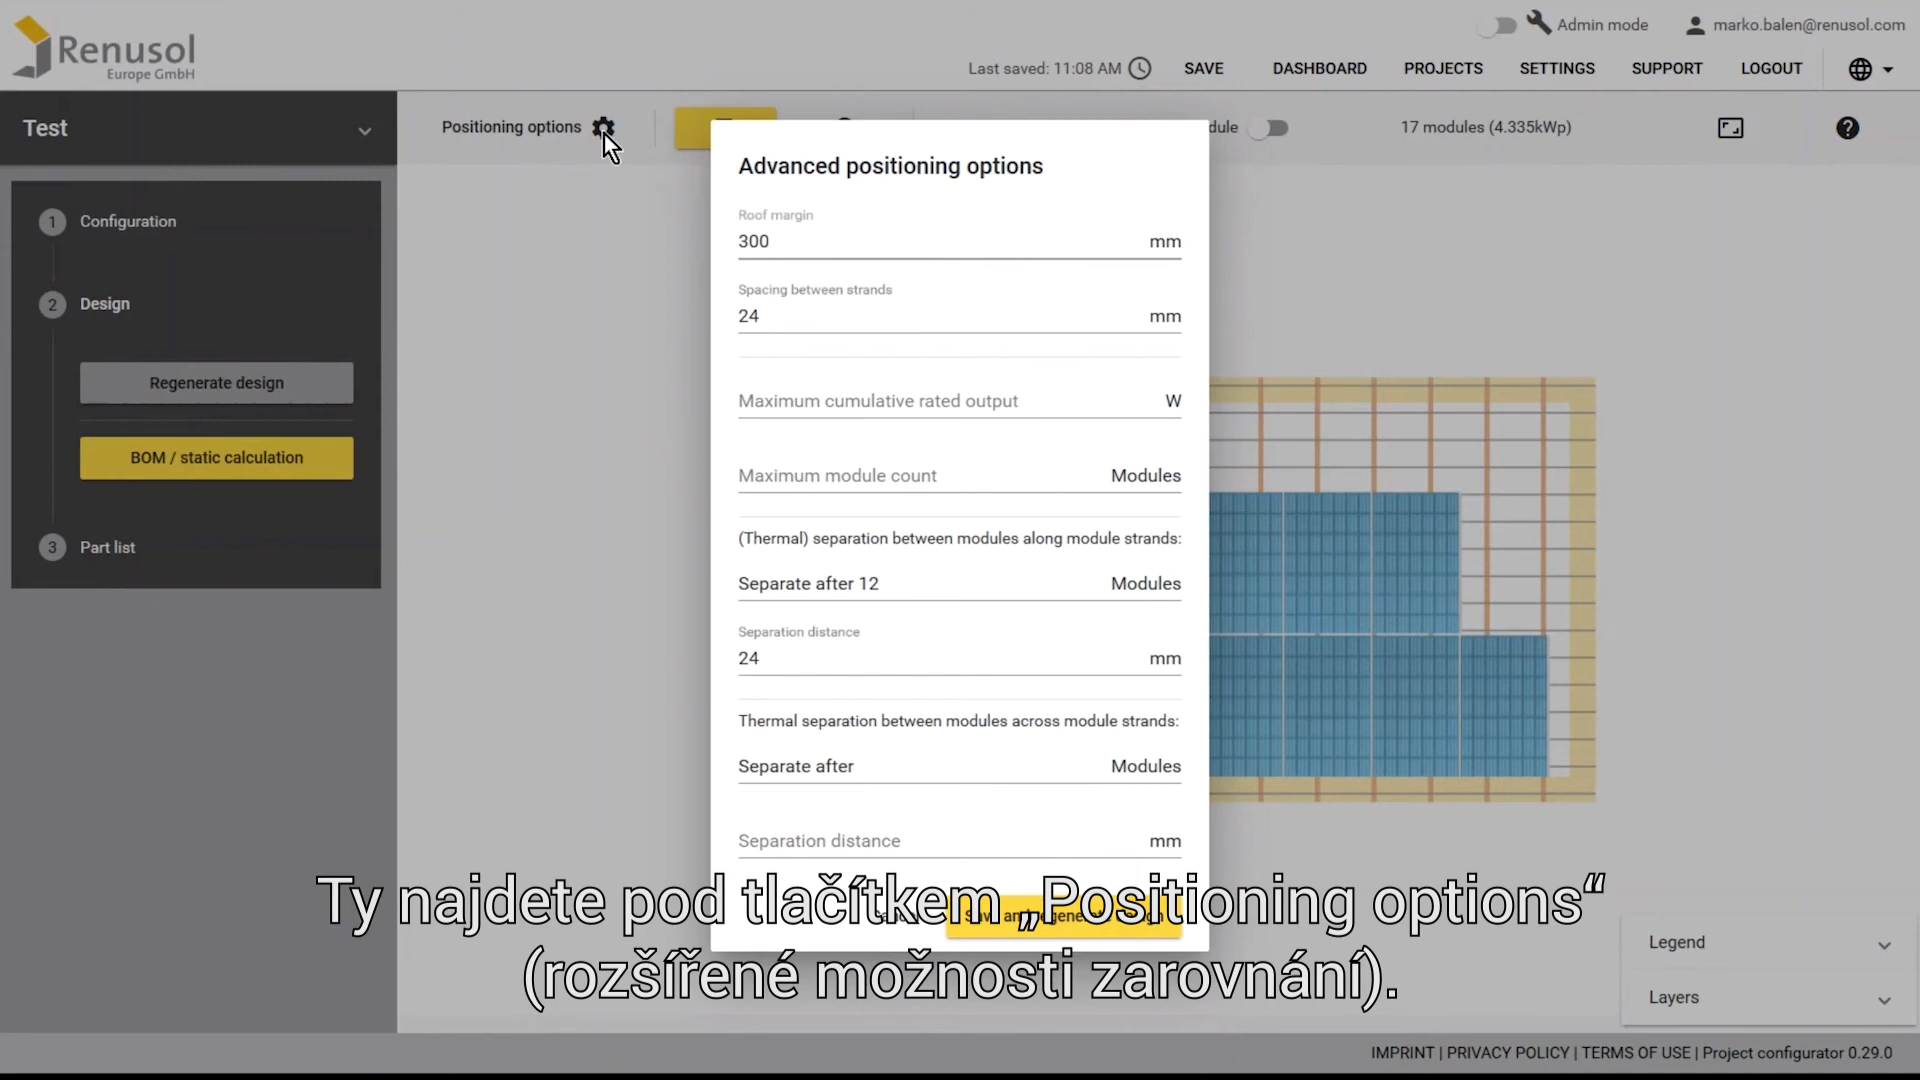 Renusol
Europe GmbH
Admin mode
marko.balen@renusol.com
Last saved: 11:08 AM
SAVE
DASHBOARD
PROJECTS
SETTINGS
SUPPORT
LOGOUT
Test
Positioning options
dule
17 modules (4.335kWp)
1 Configuration
2 Design
Regenerate design
BOM / static calculation
3 Part list
Advanced positioning options
Roof margin
300 mm
Spacing between strands
24 mm
Maximum cumulative rated output W
Maximum module count Modules
(Thermal) separation between modules along module strands:
Separate after 12 Modules
Separation distance
24 mm
Thermal separation between modules across module strands:
Separate after Modules
Separation distance mm
Ty najdete pod tlačítkem „Positioning options“
(rozšířené možnosti zarovnání).
Legend
Layers
IMPRINT | PRIVACY POLICY | TERMS OF USE | Project configurator 0.29.0